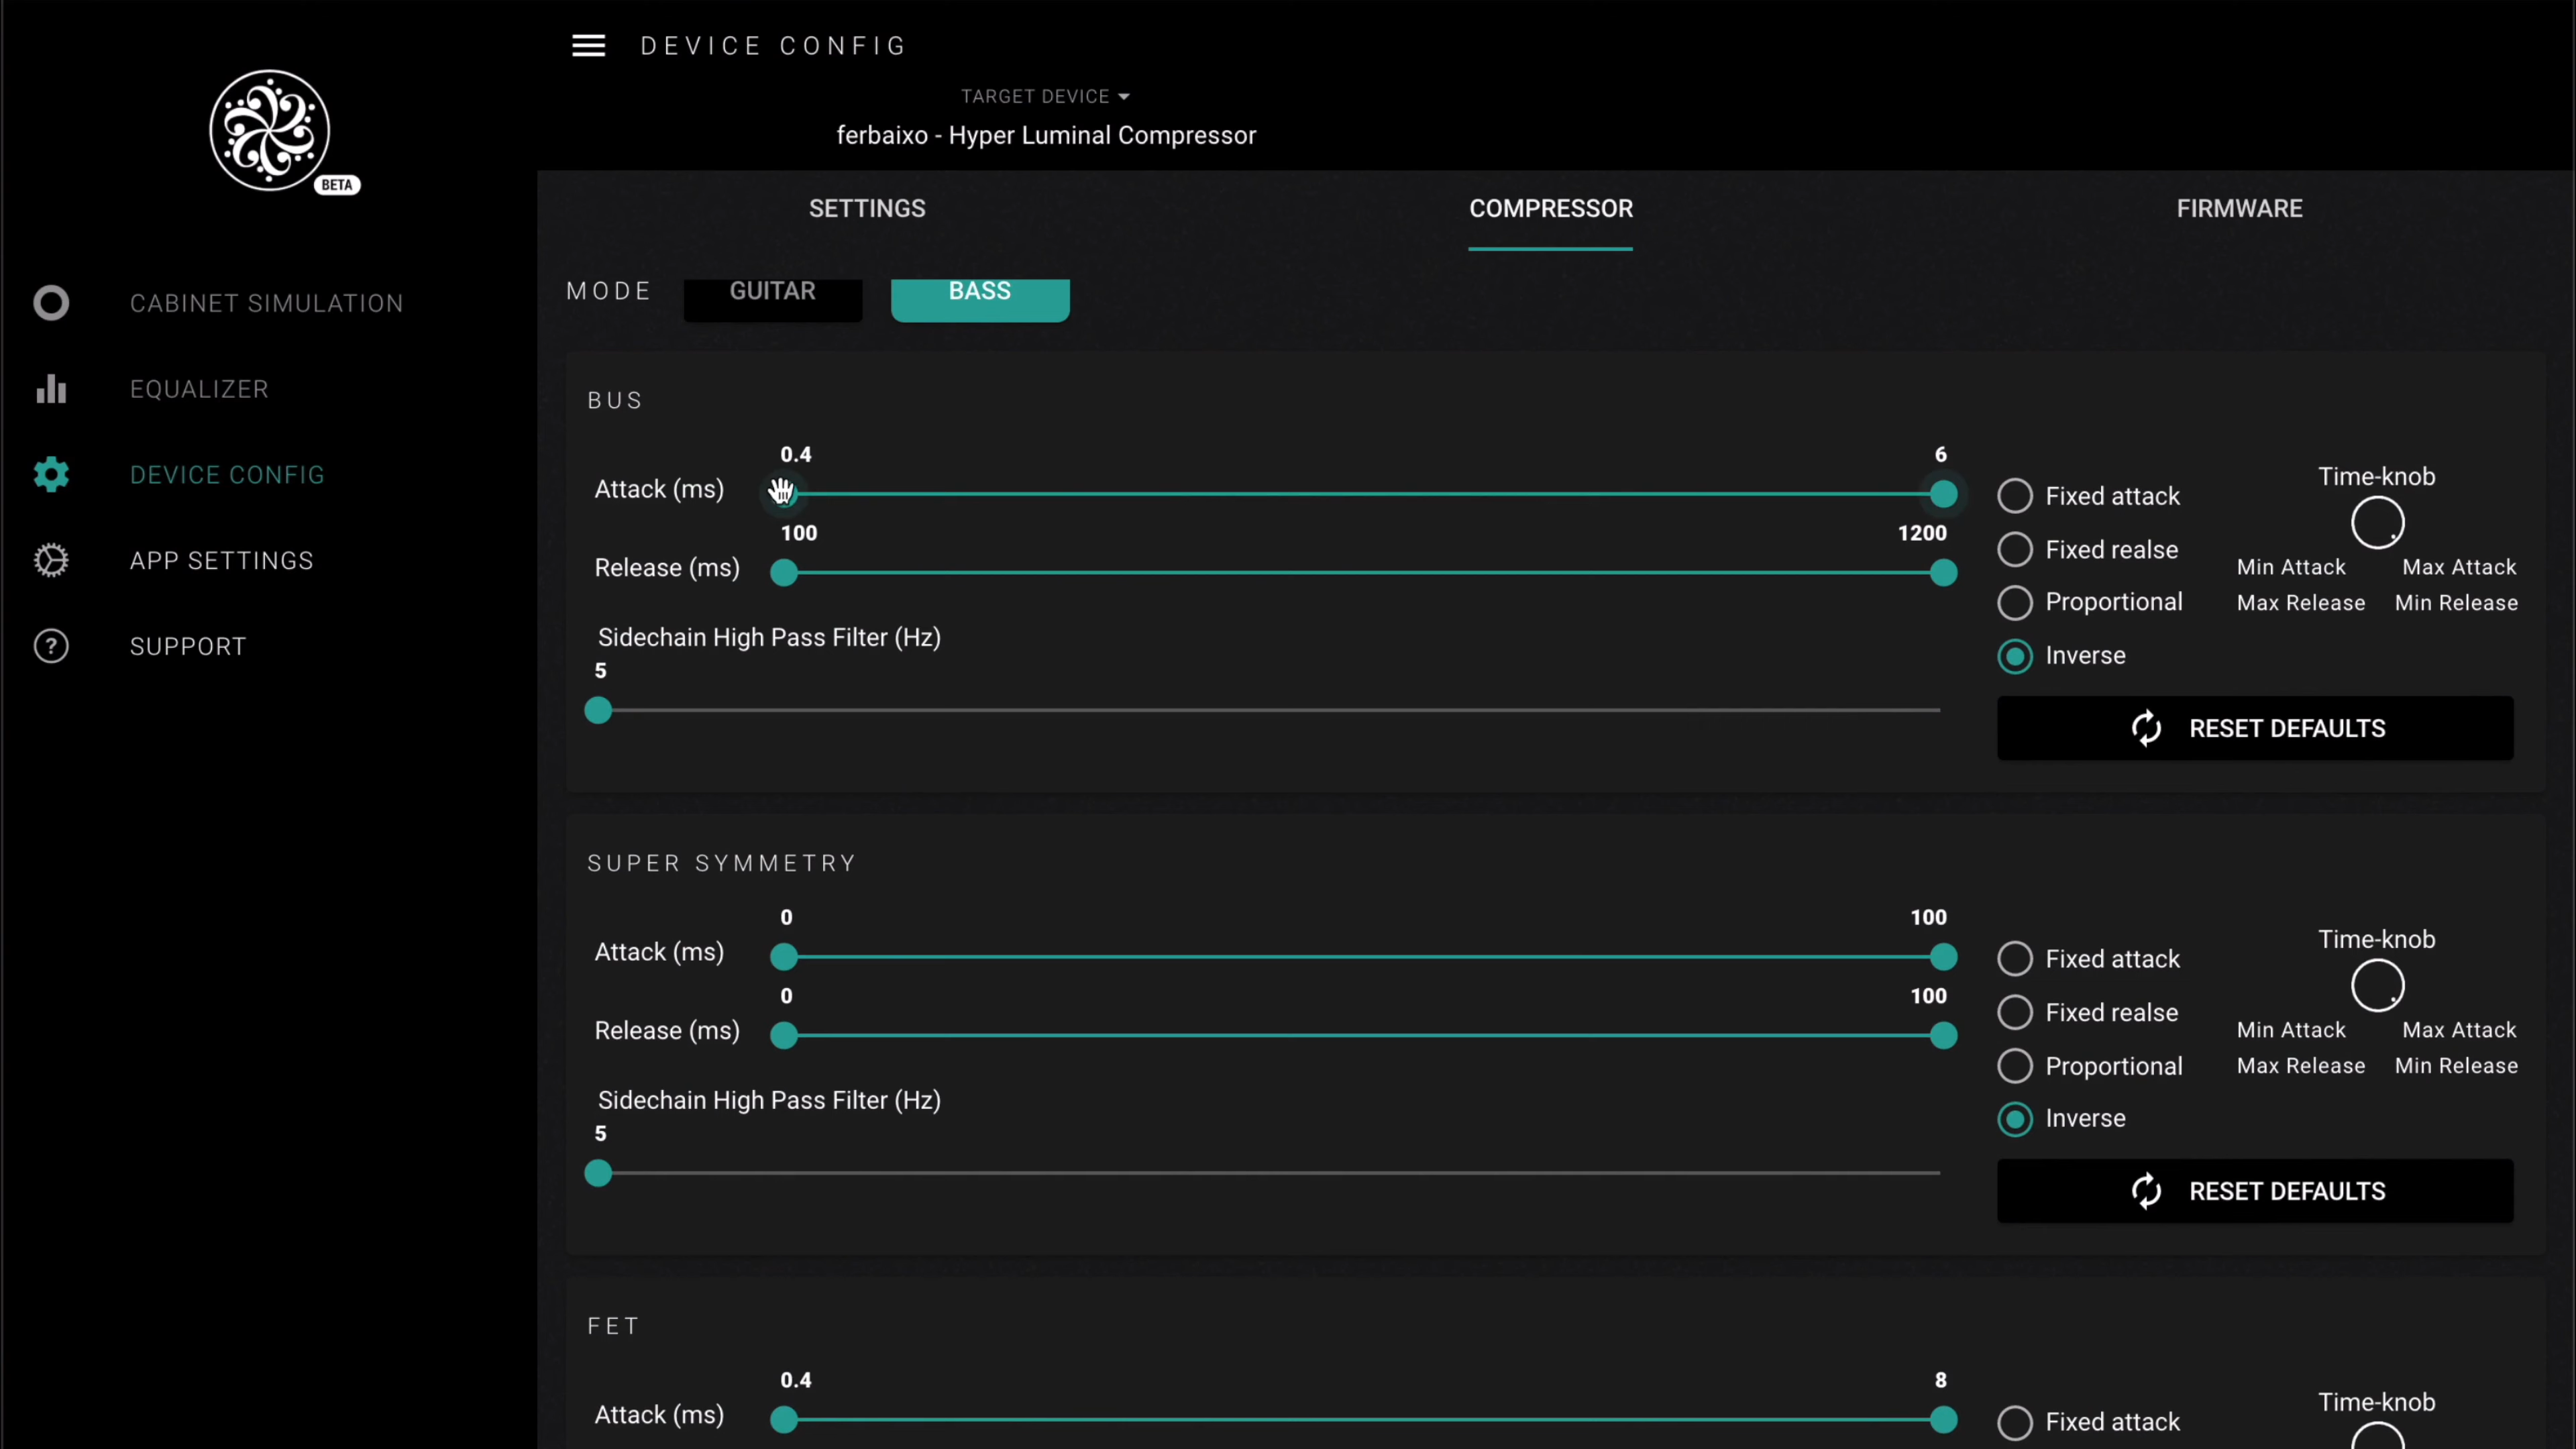 DEVICE CONFIG
TARGET DEVICE
ferbaixo - Hyper Luminal Compressor
BETA
CABINET SIMULATION
EQUALIZER
DEVICE CONFIG
APP SETTINGS
SUPPORT
SETTINGS
COMPRESSOR
FIRMWARE
MODE
GUITAR
BASS
BUS
0.4
6
Attack (ms)
100
1200
Release (ms)
Sidechain High Pass Filter (Hz)
5
Fixed attack
Fixed realse
Proportional
Inverse
Time-knob
Min Attack Max Attack
Max Release Min Release
RESET DEFAULTS
SUPER SYMMETRY
0
100
Attack (ms)
0
100
Release (ms)
Sidechain High Pass Filter (Hz)
5
Fixed attack
Fixed realse
Proportional
Inverse
Time-knob
Min Attack Max Attack
Max Release Min Release
RESET DEFAULTS
FET
0.4
8
Attack (ms)
Fixed attack
Time-knob